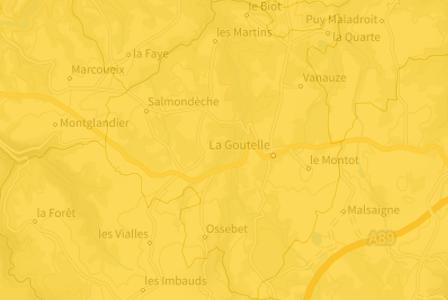 le Biot
Puy Maladroit
les Martins
la Quarte
la Faye
Marcoueix
Vanauze
Salmondèche
Montglandier
La Goutelle
le Montot
la Forêt
Malsaigne
les Vialles
Ossebet
A89
les Imbauds